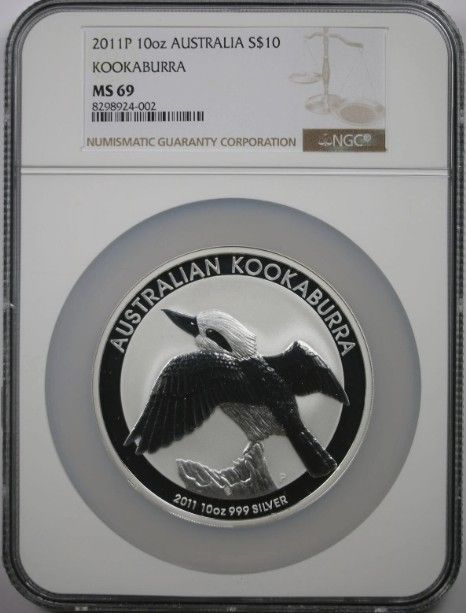 2011P 10oz AUSTRALIA S$10
KOOKABURRA
MS 69
8298924-002
NUMISMATIC GUARANTY CORPORATION
NGC®
AUSTRALIAN KOOKABURRA
P
2011 10oz 999 SILVER